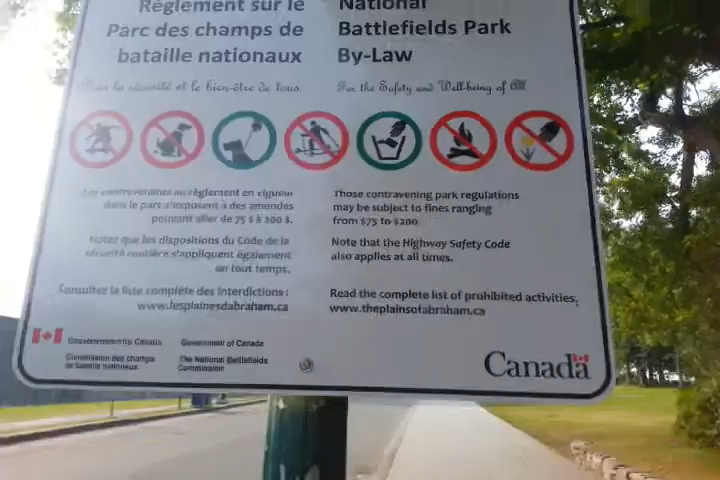 Règlement sur le
Parc des champs de
bataille nationaux
Pour la sécurité et le bien-être de tous
Les contrevenants au règlement en vigueur
dans le parc s'exposent à des amendes
pouvant aller de 75 $ à 200 $.
Notez que les dispositions du Code de la
sécurité routière s'appliquent également
en tout temps.
Consultez la liste complète des interdictions :
www.lesplainesdabraham.ca
National
Battlefields Park
By-Law
For the Safety and Well-being of All
Those contravening park regulations
may be subject to fines ranging
from $75 to $200.
Note that the Highway Safety Code
also applies at all times.
Read the complete list of prohibited activities:
www.theplainsofabraham.ca
Gouvernement du Canada
Commission des champs
de bataille nationaux
Government of Canada
The National Battlefields
Commission
Canada